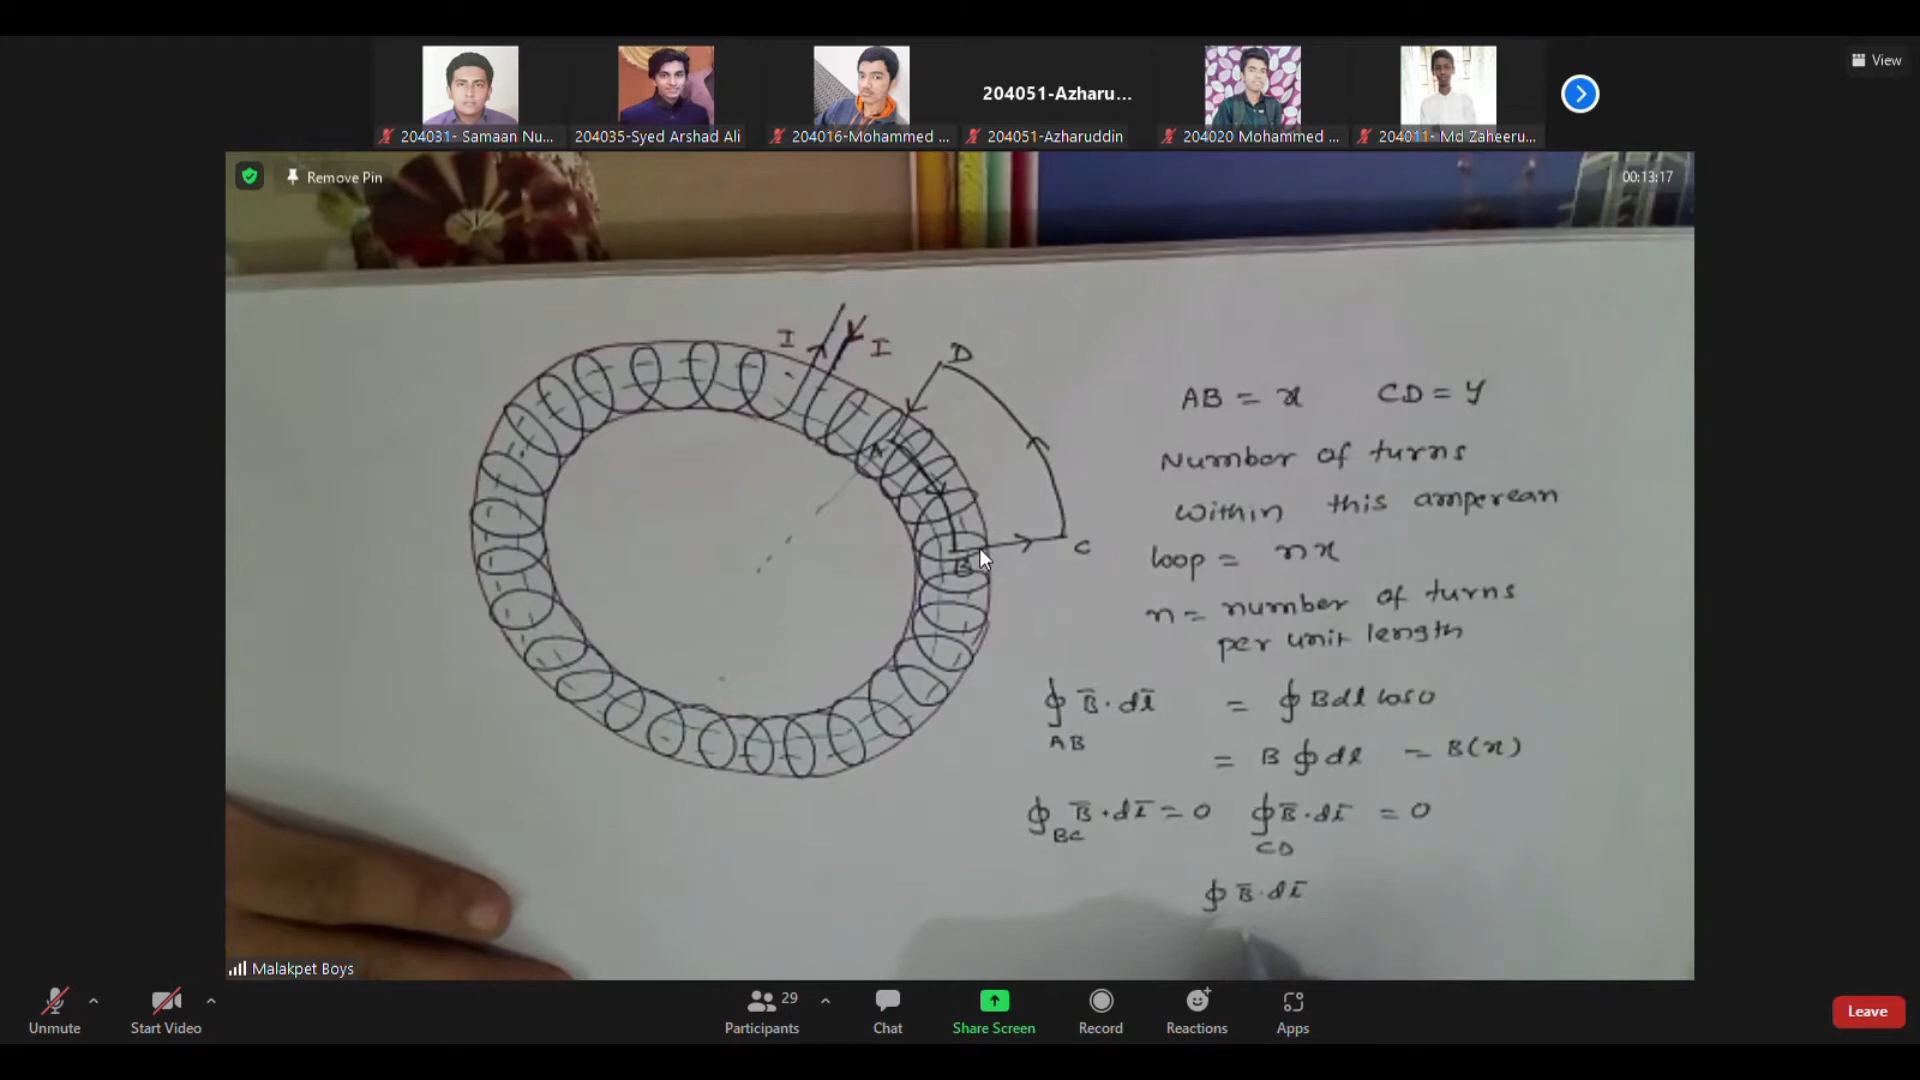 View
204051-Azharu...
204031- Samaan Nu...
204035-Syed Arshad Ali
204016-Mohammed ...
204051-Azharuddin
204020 Mohammed ...
204011- Md Zaheeru...
Remove Pin
00:13:17
I
I
D
A
B
C
AB = x CD = y
Number of turns
within this amperean
loop = nx
n = number of turns
per unit length
∮ B̄ · dl̄ = ∮ Bdl cos0
AB
= B ∮ dl = B(x)
∮ B̄ · dl̄ = 0 ∮ B̄ · dl̄ = 0
BC
CD
∮ B̄ · dl̄
Malakpet Boys
29
Unmute
Start Video
Participants
Chat
Share Screen
Record
Reactions
Apps
Leave